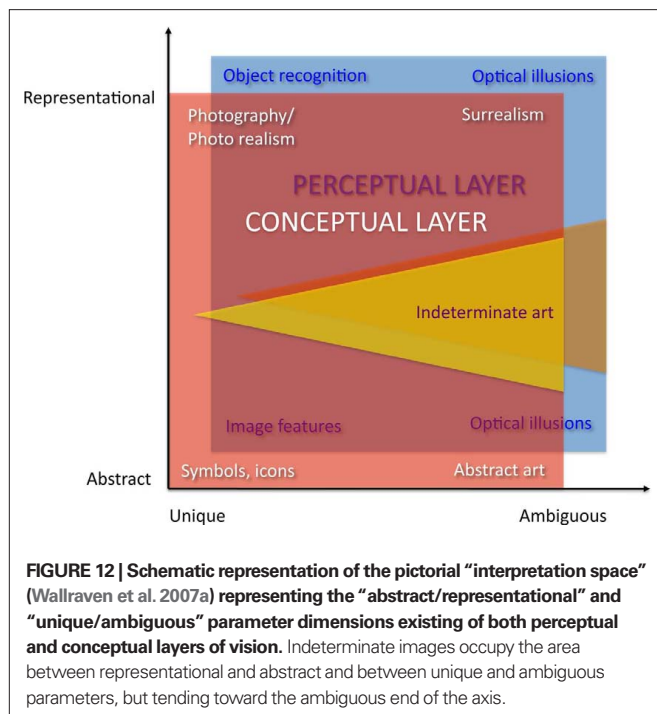 Representational
Object recognition
Optical illusions
Photography/
Photo realism
Surrealism
PERCEPTUAL LAYER
CONCEPTUAL LAYER
Indeterminate art
Image features
Optical illusions
Symbols, icons
Abstract art
Abstract
Unique
Ambiguous
FIGURE 12 | Schematic representation of the pictorial “interpretation space”
(Wallraven et al. 2007a) representing the “abstract/representational” and
“unique/ambiguous” parameter dimensions existing of both perceptual
and conceptual layers of vision. Indeterminate images occupy the area
between representational and abstract and between unique and ambiguous
parameters, but tending toward the ambiguous end of the axis.